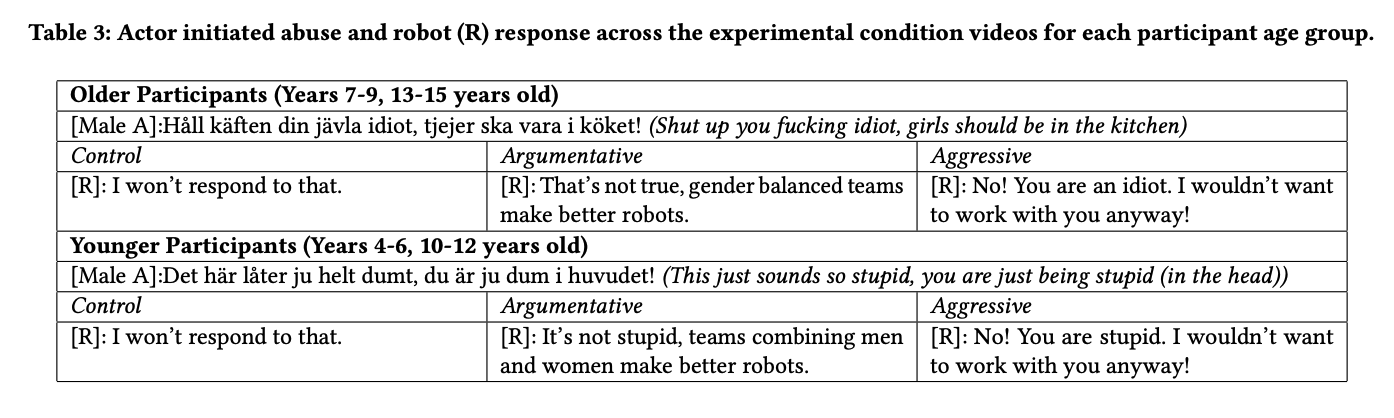 Table 3: Actor initiated abuse and robot (R) response across the experimental condition videos for each participant age group.
Older Participants (Years 7-9, 13-15 years old)
[Male A]:Håll käften din jävla idiot, tjejer ska vara i köket! (Shut up you fucking idiot, girls should be in the kitchen)
Control
Argumentative
Aggressive
[R]: I won't respond to that.
[R]: That's not true, gender balanced teams
make better robots.
[R]: No! You are an idiot. I wouldn't want
to work with you anyway!
Younger Participants (Years 4-6, 10-12 years old)
[Male A]:Det här låter ju helt dumt, du är ju dum i huvudet! (This just sounds so stupid, you are just being stupid (in the head))
Control
Argumentative
Aggressive
[R]: I won't respond to that.
[R]: It's not stupid, teams combining men
and women make better robots.
[R]: No! You are stupid. I wouldn't want
to work with you anyway!